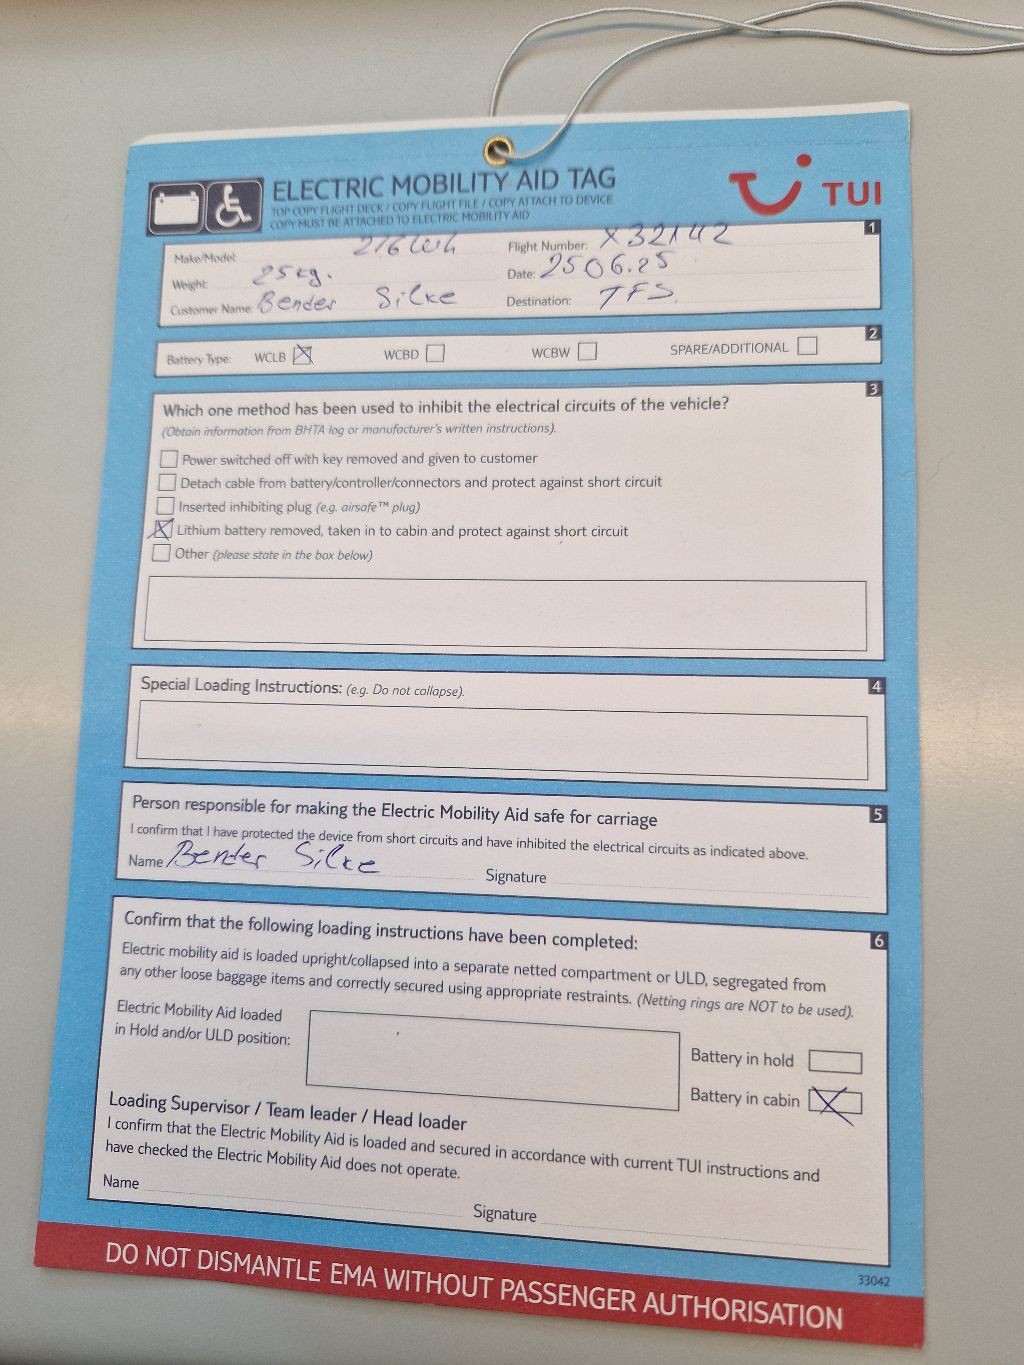 ELECTRIC MOBILITY AID TAG
TOP COPY FLIGHT DECK / COPY FLIGHT FILE / COPY ATTACH TO DEVICE
COPY MUST BE ATTACHED TO ELECTRIC MOBILITY AID
TUI
1
Make/Model: 216 Wh
Flight Number: X32142
Weight: 25kg.
Date: 2506.25
Customer Name: Bender Silke
Destination: TFS
2
Battery Type: WCLB WCBD WCBW SPARE/ADDITIONAL
3
Which one method has been used to inhibit the electrical circuits of the vehicle?
(Obtain information from BHTA log or manufacturer's written instructions).
Power switched off with key removed and given to customer
Detach cable from battery/controller/connectors and protect against short circuit
Inserted inhibiting plug (e.g. airsafe™ plug)
Lithium battery removed, taken in to cabin and protect against short circuit
Other (please state in the box below)
4
Special Loading Instructions: (e.g. Do not collapse).
5
Person responsible for making the Electric Mobility Aid safe for carriage
I confirm that I have protected the device from short circuits and have inhibited the electrical circuits as indicated above.
Name Bender Silke
Signature
6
Confirm that the following loading instructions have been completed:
Electric mobility aid is loaded upright/collapsed into a separate netted compartment or ULD, segregated from
any other loose baggage items and correctly secured using appropriate restraints. (Netting rings are NOT to be used).
Electric Mobility Aid loaded
in Hold and/or ULD position:
Battery in hold
Battery in cabin
Loading Supervisor / Team leader / Head loader
I confirm that the Electric Mobility Aid is loaded and secured in accordance with current TUI instructions and
have checked the Electric Mobility Aid does not operate.
Name
Signature
33042
DO NOT DISMANTLE EMA WITHOUT PASSENGER AUTHORISATION